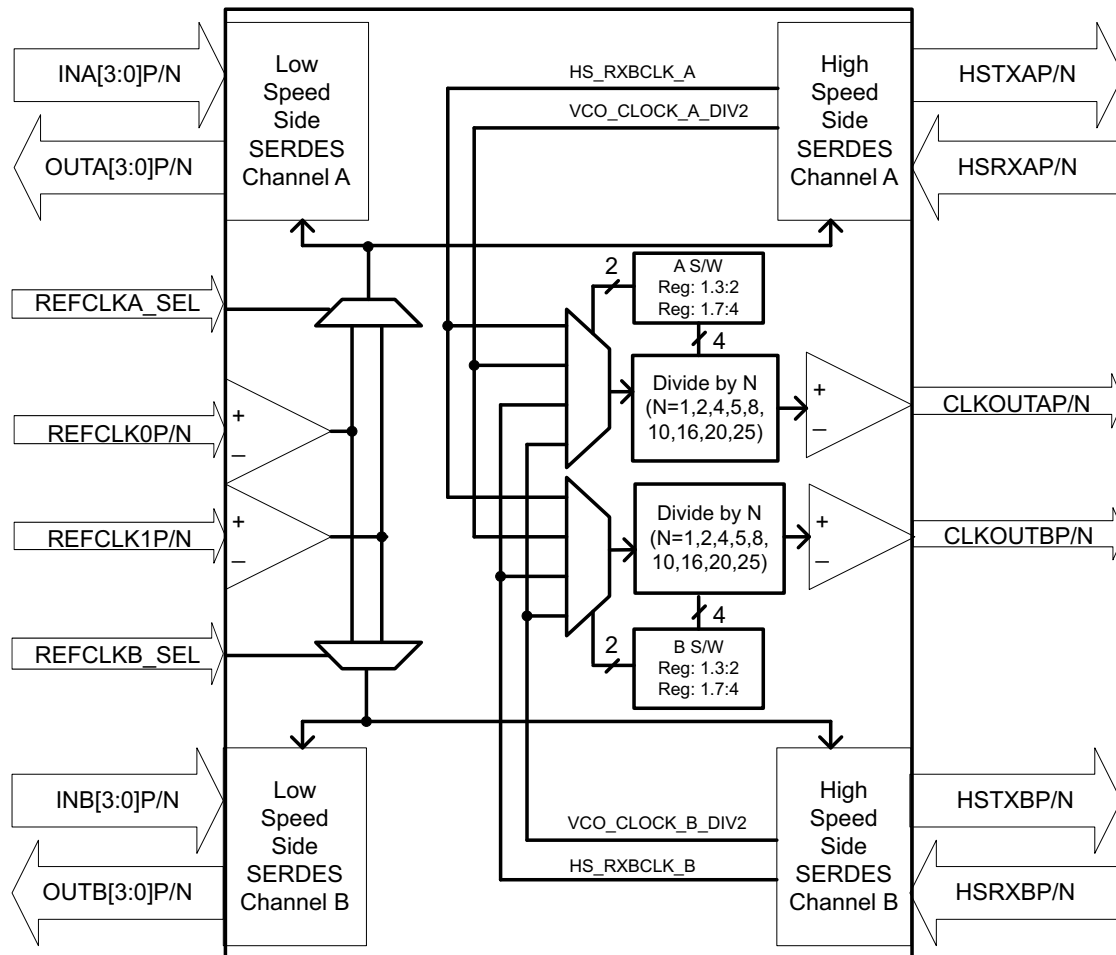 INA[3:0]P/N
OUTA[3:0]P/N
Low
Speed
Side
SERDES
Channel A
HS_RXBCLK_A
VCO_CLOCK_A_DIV2
High
Speed
Side
SERDES
Channel A
HSTXAP/N
HSRXAP/N
REFCLKA_SEL
2
A S/W
Reg: 1.3:2
Reg: 1.7:4
4
REFCLK0P/N
+
–
Divide by N
(N=1,2,4,5,8,
10,16,20,25)
+
–
CLKOUTAP/N
REFCLK1P/N
+
–
Divide by N
(N=1,2,4,5,8,
10,16,20,25)
+
–
CLKOUTBP/N
4
2
B S/W
Reg: 1.3:2
Reg: 1.7:4
REFCLKB_SEL
INB[3:0]P/N
OUTB[3:0]P/N
Low
Speed
Side
SERDES
Channel B
VCO_CLOCK_B_DIV2
HS_RXBCLK_B
High
Speed
Side
SERDES
Channel B
HSTXBP/N
HSRXBP/N